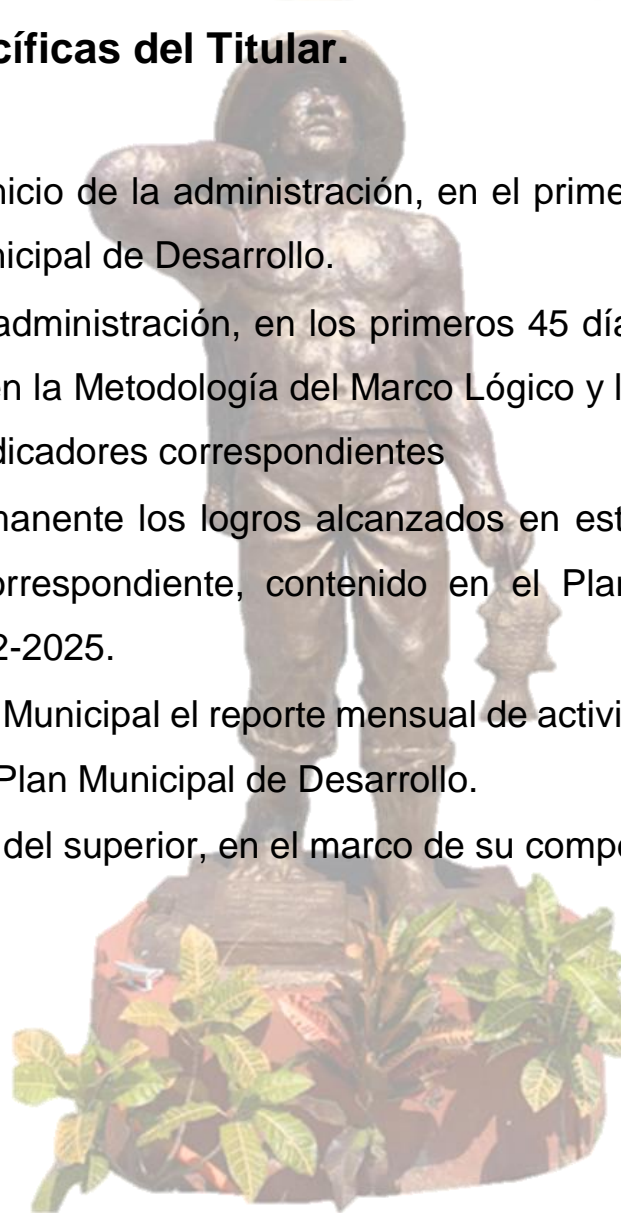 cíficas del Titular.
nicio de la administración, en el prime
nicipal de Desarrollo.
administración, en los primeros 45 día
en la Metodología del Marco Lógico y l
dicadores correspondientes
manente los logros alcanzados en est
orrespondiente, contenido en el Plan
2-2025.
Municipal el reporte mensual de activi
Plan Municipal de Desarrollo.
del superior, en el marco de su compe